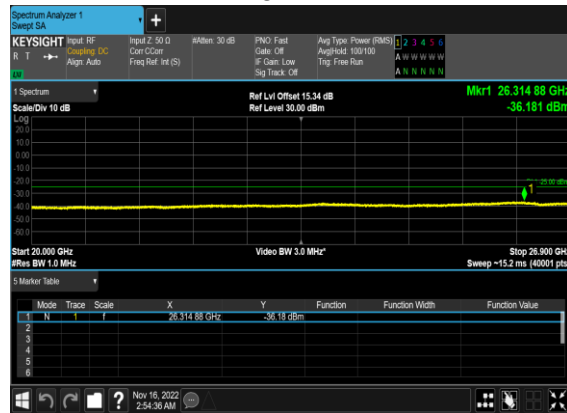 Spectrum Analyzer 1
Swept SA
KEYSIGHT Input: RF Input Z: 50 Ω #Atten: 30 dB PNO: Fast Avg Type: Power (RMS) 1 2 3 4 5 6
R T Coupling: DC Corr CCorr Gate: Off Avg|Hold: 100/100 A W W W W W
Align: Auto Freq Ref: Int (S) IF Gain: Low Trig: Free Run
Sig Track: Off A N N N N N
1 Spectrum Ref Lvl Offset 15.34 dB Mkr1 26.314 88 GHz
Scale/Div 10 dB Ref Level 30.00 dBm -36.181 dBm
Log
20.0
10.0
0.00
-10.0
-20.0
-25.00 dBm
-30.0
1
-40.0
-50.0
-60.0
Start 20.000 GHz Video BW 3.0 MHz* Stop 26.900 GHz
#Res BW 1.0 MHz Sweep ~15.2 ms (40001 pts
5 Marker Table
Mode Trace Scale X Y Function Function Width Function Value
1 N 1 f 26.314 88 GHz -36.18 dBm
2
3
4
5
6
? Nov 16, 2022
2:54:36 AM